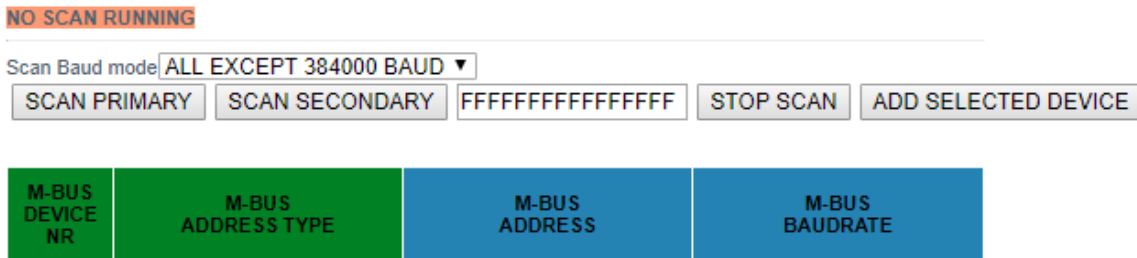 NO SCAN RUNNING
Scan Baud mode ALL EXCEPT 384000 BAUD ▼
SCAN PRIMARY SCAN SECONDARY FFFFFFFFFFFFFFFF STOP SCAN ADD SELECTED DEVICE
M-BUS DEVICE NR M-BUS ADDRESS TYPE M-BUS ADDRESS M-BUS BAUDRATE